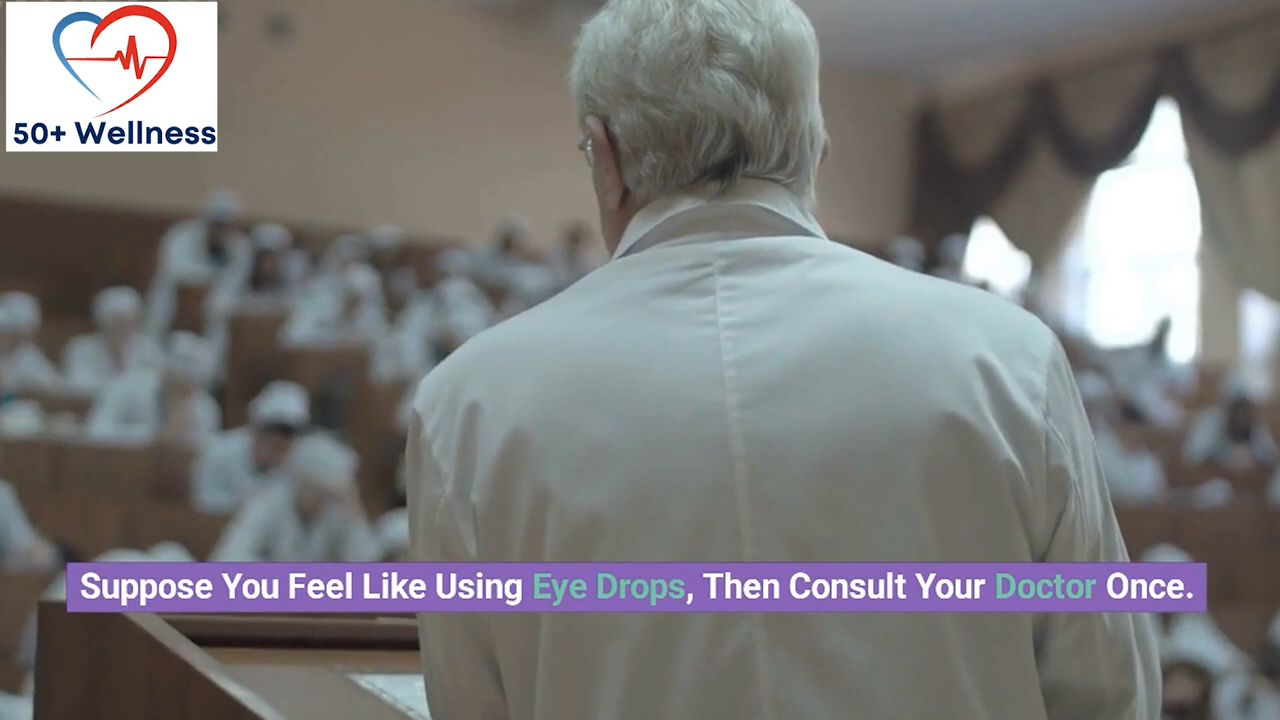 50+ Wellness
Suppose You Feel Like Using Eye Drops, Then Consult Your Doctor Once.